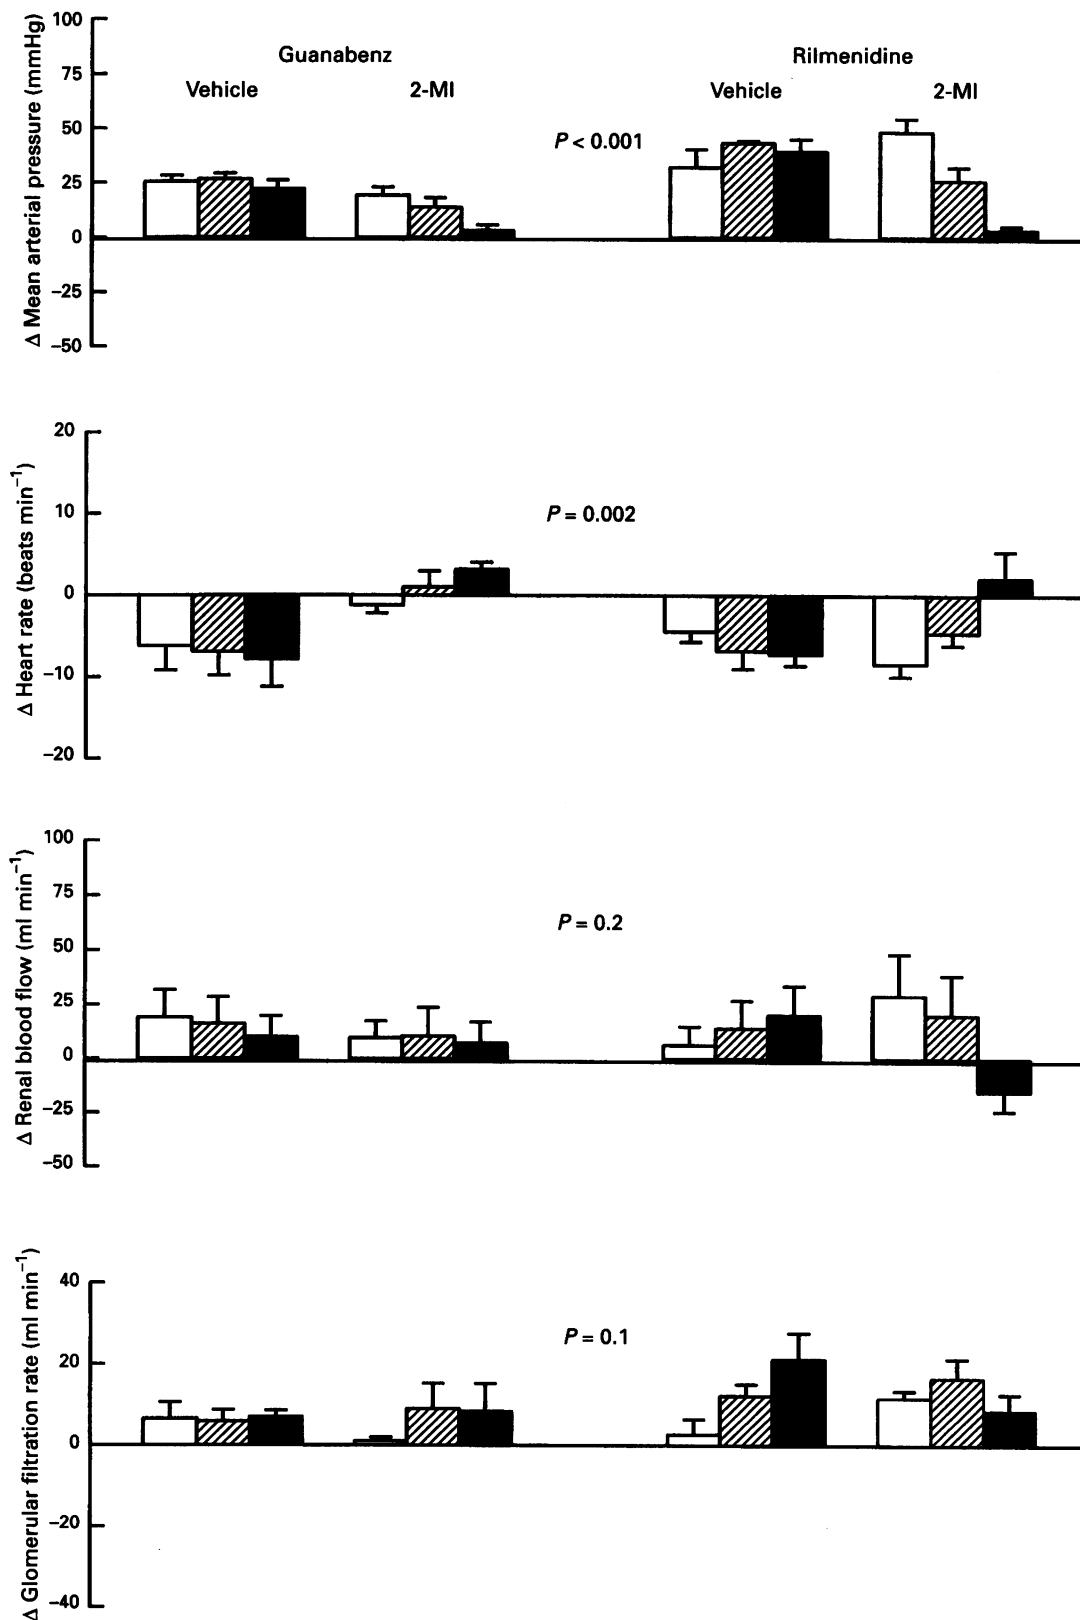 Δ Mean arterial pressure (mmHg)
100
75
50
25
0
−25
−50
Guanabenz
Rilmenidine
Vehicle
2-MI
Vehicle
2-MI
P < 0.001
Δ Heart rate (beats min⁻¹)
20
10
0
−10
−20
P = 0.002
Δ Renal blood flow (ml min⁻¹)
100
75
50
25
0
−25
−50
P = 0.2
Δ Glomerular filtration rate (ml min⁻¹)
40
20
0
−20
−40
P = 0.1